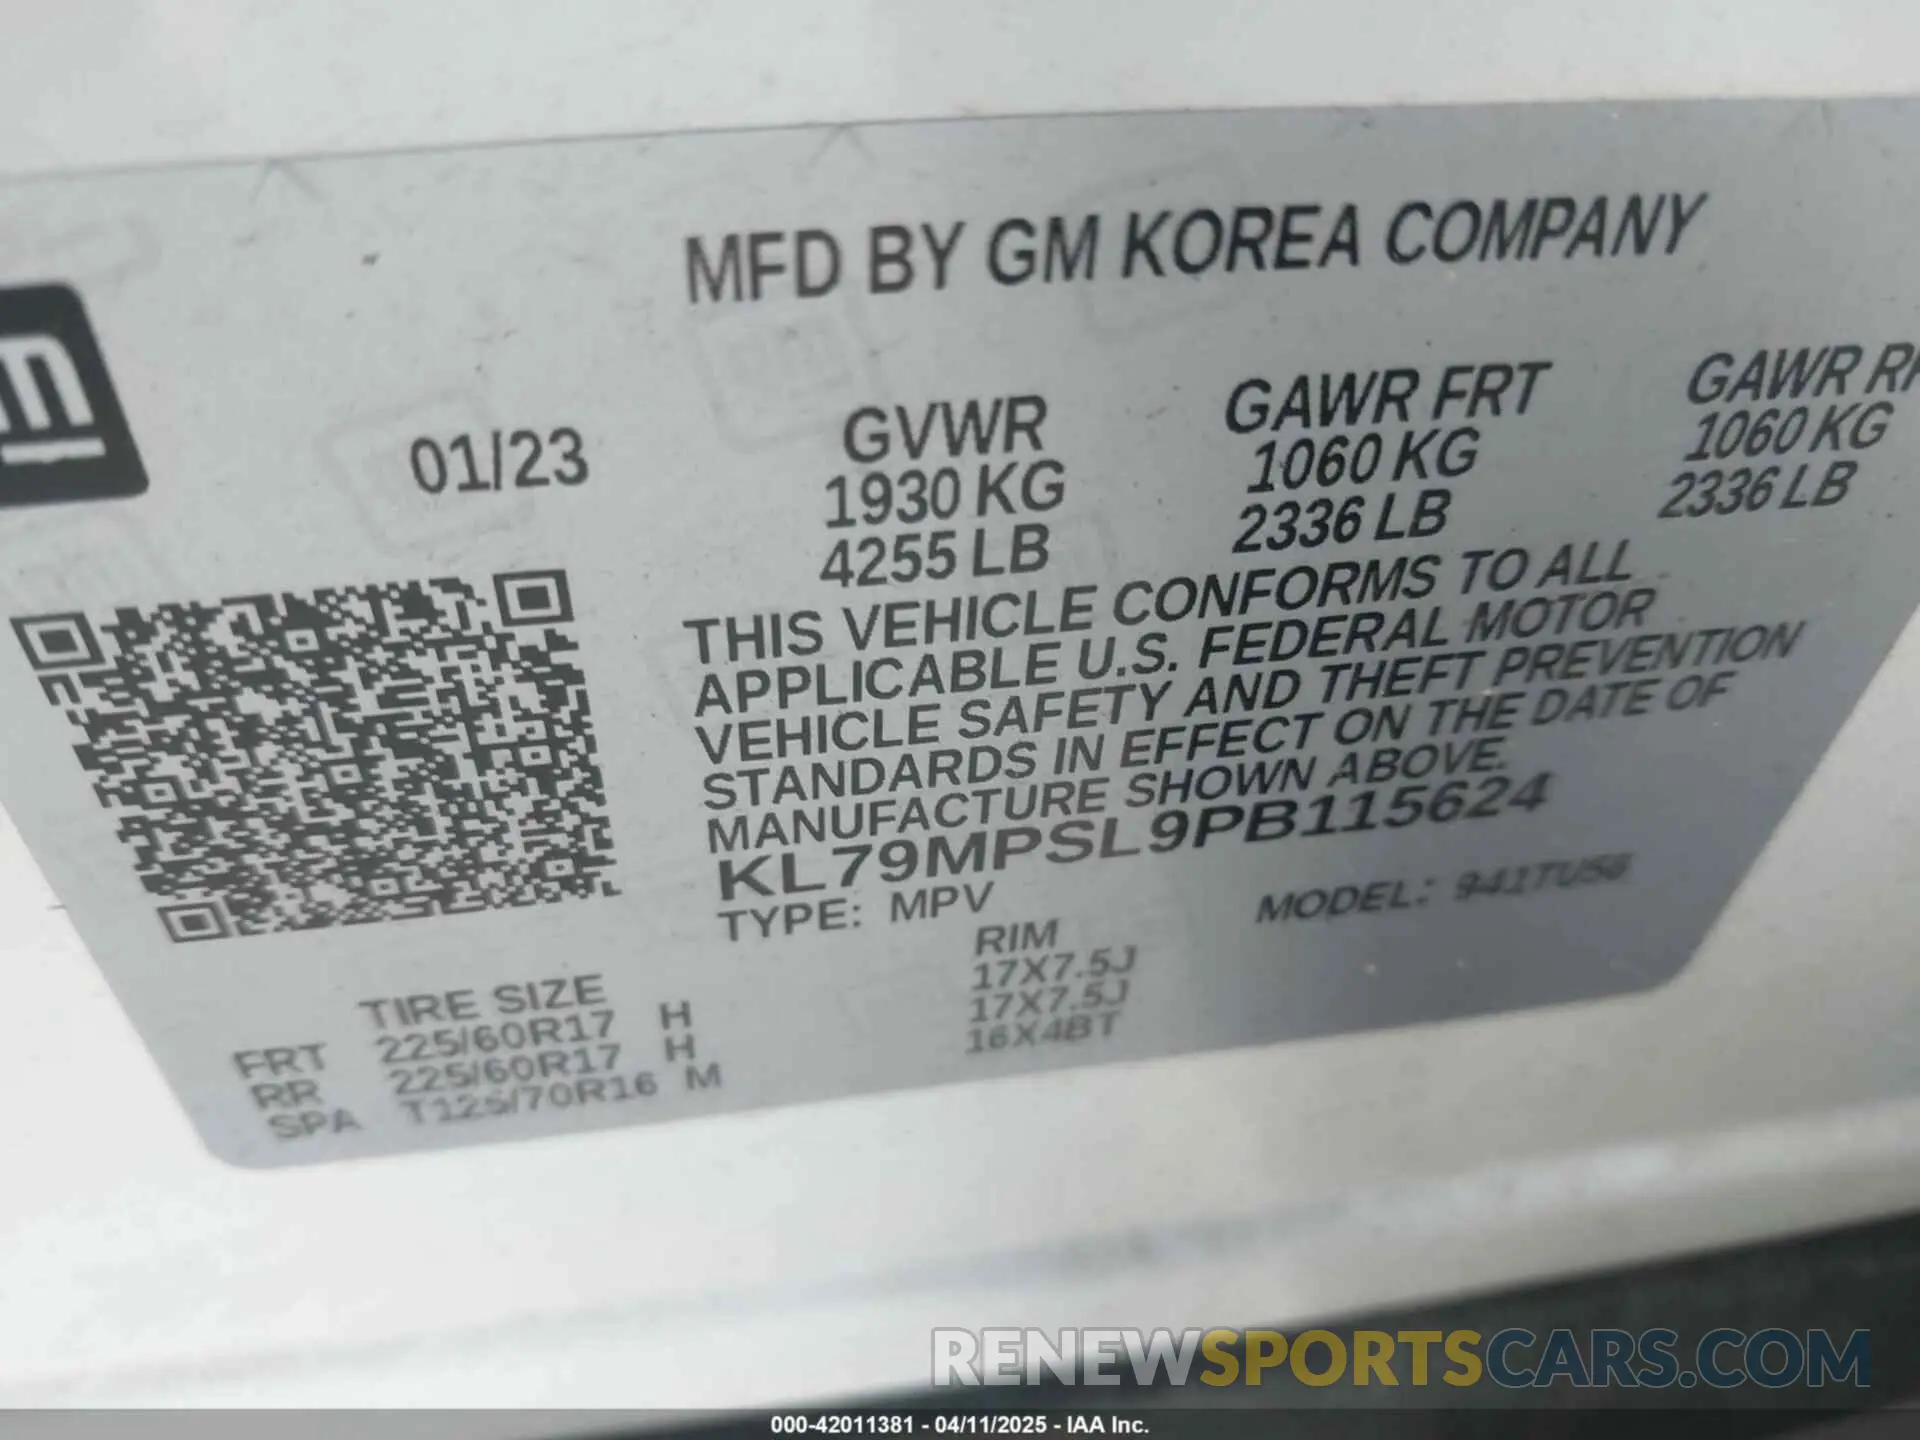 MFD BY GM KOREA COMPANY
01/23
GVWR
1930 KG
4255 LB
GAWR FRT
1060 KG
2336 LB
GAWR
1060 KG
2336 LB
THIS VEHICLE CONFORMS TO ALL
APPLICABLE U.S. FEDERAL MOTOR
VEHICLE SAFETY AND THEFT PREVENTION
STANDARDS IN EFFECT ON THE DATE OF
MANUFACTURE SHOWN ABOVE.
KL79MPSL9PB115624
TYPE: MPV
MODEL: 941TU56
TIRE SIZE RIM
FRT 225/60R17 H 17X7.5J
RR 225/60R17 H 17X7.5J
SPA T125/70R16 M 16X4BT
RENEWSPORTSCARS.COM
000-42011381 - 04/11/2025 - IAA Inc.